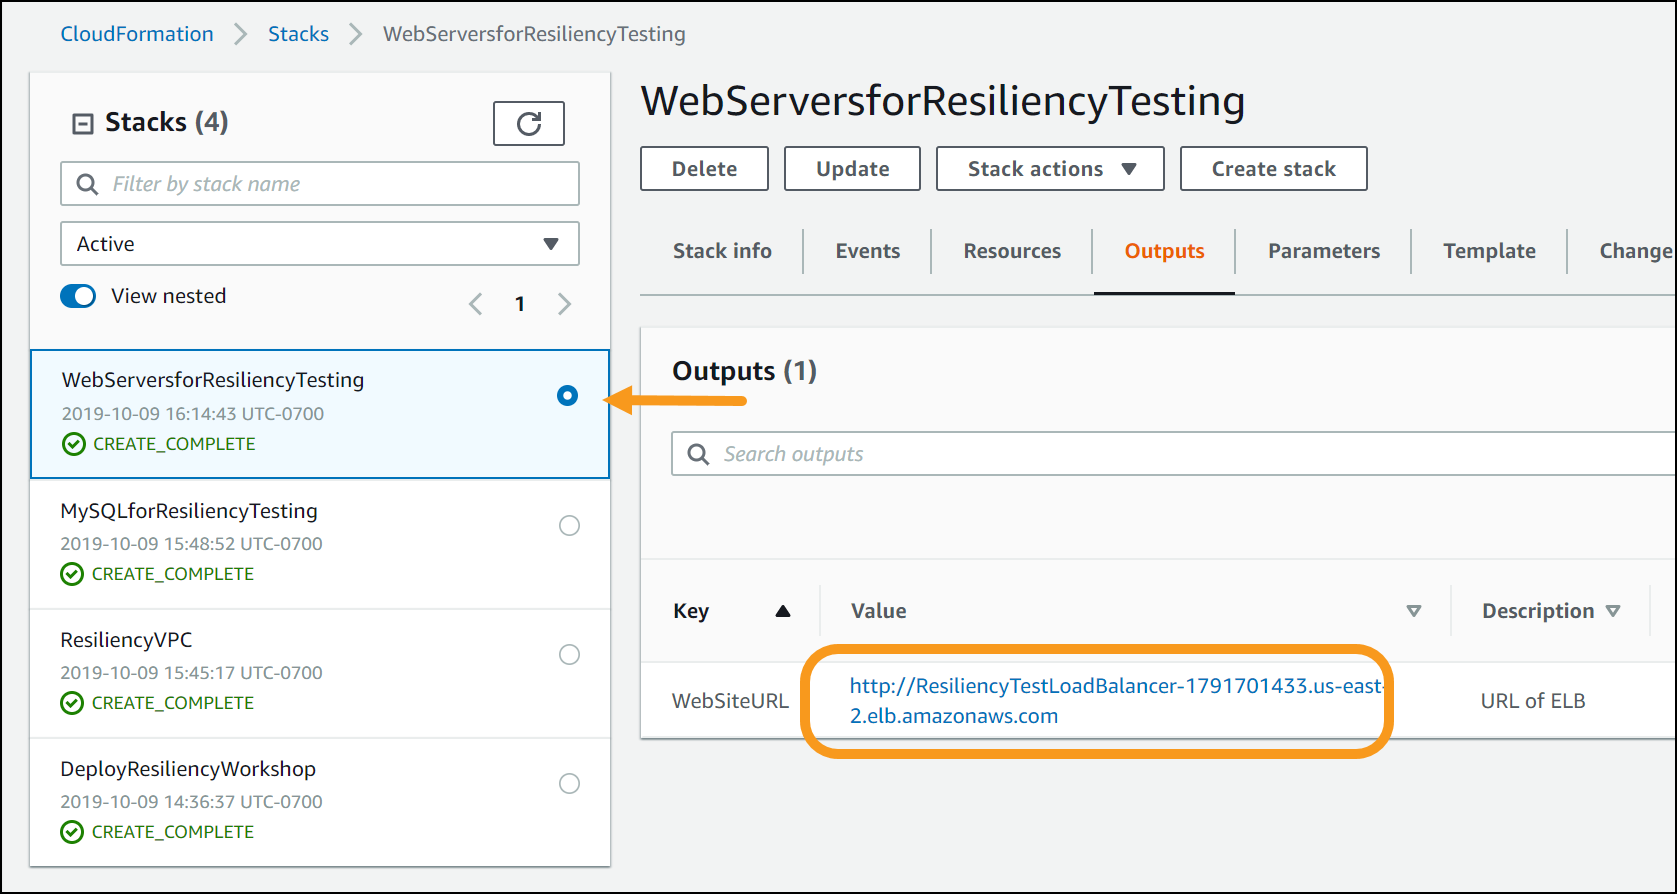 CloudFormation > Stacks > WebServersforResiliencyTesting
Stacks (4)
Filter by stack name
Active
View nested
1
WebServersforResiliencyTesting
2019-10-09 16:14:43 UTC-0700
CREATE_COMPLETE
MySQLforResiliencyTesting
2019-10-09 15:48:52 UTC-0700
CREATE_COMPLETE
ResiliencyVPC
2019-10-09 15:45:17 UTC-0700
CREATE_COMPLETE
DeployResiliencyWorkshop
2019-10-09 14:36:37 UTC-0700
CREATE_COMPLETE
WebServersforResiliencyTesting
Delete Update Stack actions Create stack
Stack info Events Resources Outputs Parameters Template Change
Outputs (1)
Search outputs
Key Value Description
WebSiteURL
http://ResiliencyTestLoadBalancer-1791701433.us-east-
2.elb.amazonaws.com
URL of ELB